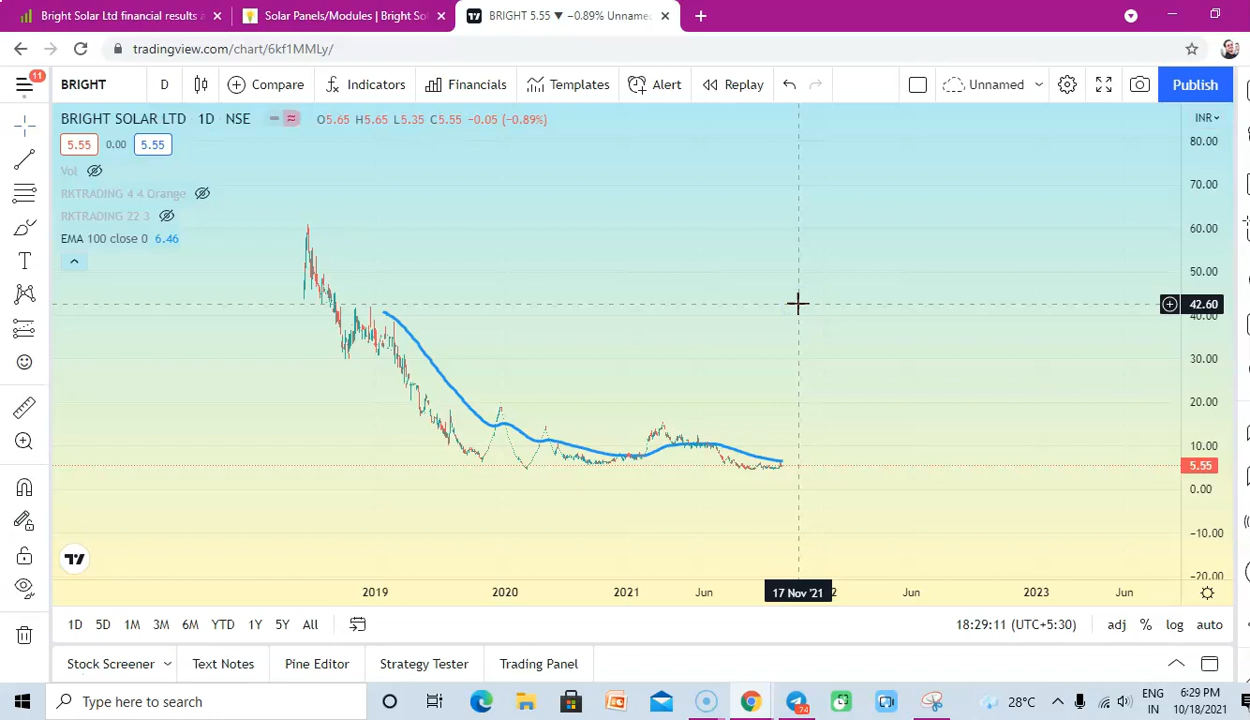 Bright Solar Ltd financial results a
Solar Panels/Modules | Bright Sol
BRIGHT 5.55 ▼ −0.89% Unname
tradingview.com/chart/6kf1MMLy/
11
BRIGHT
D
Compare
Indicators
Financials
Templates
Alert
Replay
Unnamed
Publish
BRIGHT SOLAR LTD · 1D · NSE
O5.65 H5.65 L5.35 C5.55 −0.05 (−0.89%)
INR
5.55 0.00 5.55
Vol
RKTRADING 4 4 Orange
RKTRADING 22 3
EMA 100 close 0 6.46
80.00
70.00
60.00
50.00
42.60
40.00
30.00
20.00
10.00
5.55
0.00
−10.00
−20.00
2019 2020 2021 Jun 17 Nov '21 2 Jun 2023 Jun
1D 5D 1M 3M 6M YTD 1Y 5Y All
18:29:11 (UTC+5:30)
adj % log auto
Stock Screener
Text Notes
Pine Editor
Strategy Tester
Trading Panel
Type here to search
74
28°C
ENG
IN
6:29 PM
10/18/2021